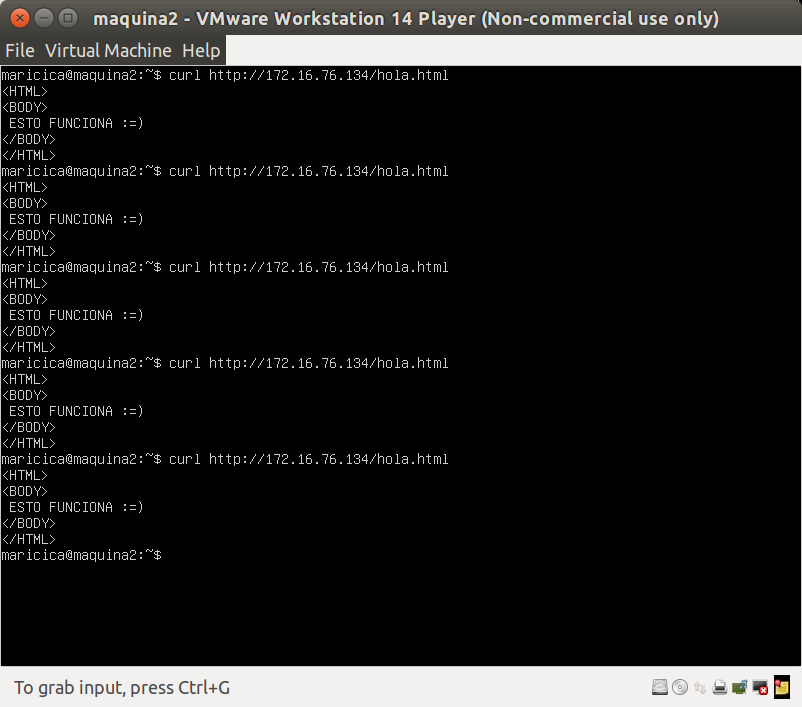 maquina2 - VMware Workstation 14 Player (Non-commercial use only)
File Virtual Machine Help
maricica@maquina2:~$ curl http://172.16.76.134/hola.html
<HTML>
<BODY>
 ESTO FUNCIONA :=)
</BODY>
</HTML>
maricica@maquina2:~$ curl http://172.16.76.134/hola.html
<HTML>
<BODY>
 ESTO FUNCIONA :=)
</BODY>
</HTML>
maricica@maquina2:~$ curl http://172.16.76.134/hola.html
<HTML>
<BODY>
 ESTO FUNCIONA :=)
</BODY>
</HTML>
maricica@maquina2:~$ curl http://172.16.76.134/hola.html
<HTML>
<BODY>
 ESTO FUNCIONA :=)
</BODY>
</HTML>
maricica@maquina2:~$ curl http://172.16.76.134/hola.html
<HTML>
<BODY>
 ESTO FUNCIONA :=)
</BODY>
</HTML>
maricica@maquina2:~$
To grab input, press Ctrl+G